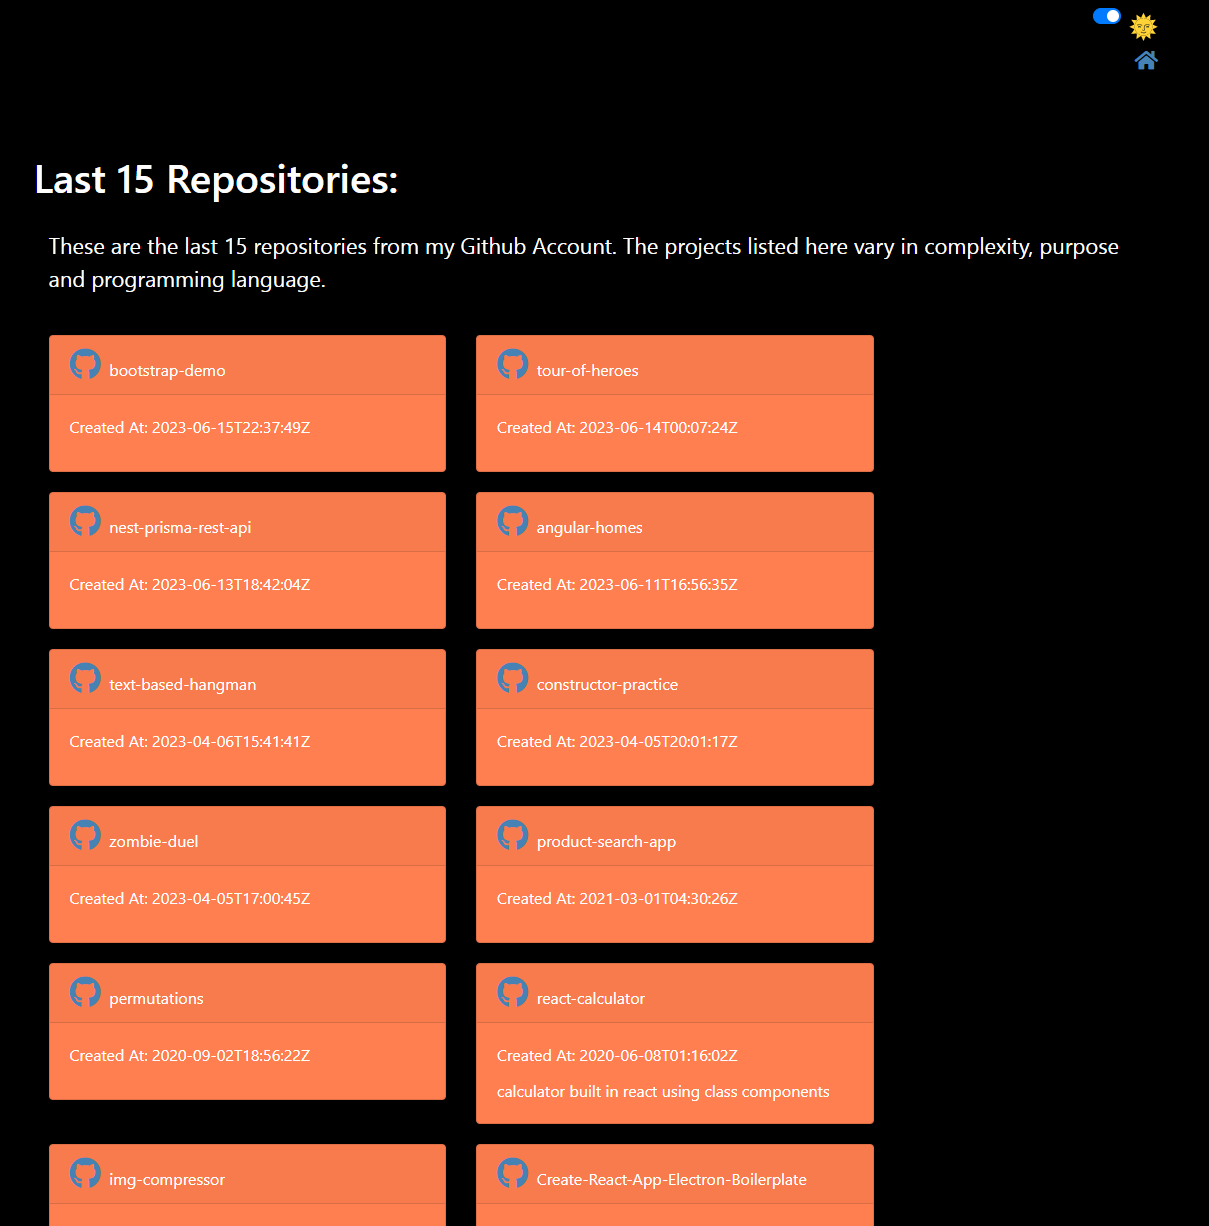 Last 15 Repositories:
These are the last 15 repositories from my Github Account. The projects listed here vary in complexity, purpose
and programming language.
bootstrap-demo
Created At: 2023-06-15T22:37:49Z
tour-of-heroes
Created At: 2023-06-14T00:07:24Z
nest-prisma-rest-api
Created At: 2023-06-13T18:42:04Z
angular-homes
Created At: 2023-06-11T16:56:35Z
text-based-hangman
Created At: 2023-04-06T15:41:41Z
constructor-practice
Created At: 2023-04-05T20:01:17Z
zombie-duel
Created At: 2023-04-05T17:00:45Z
product-search-app
Created At: 2021-03-01T04:30:26Z
permutations
Created At: 2020-09-02T18:56:22Z
react-calculator
Created At: 2020-06-08T01:16:02Z
calculator built in react using class components
img-compressor
Create-React-App-Electron-Boilerplate